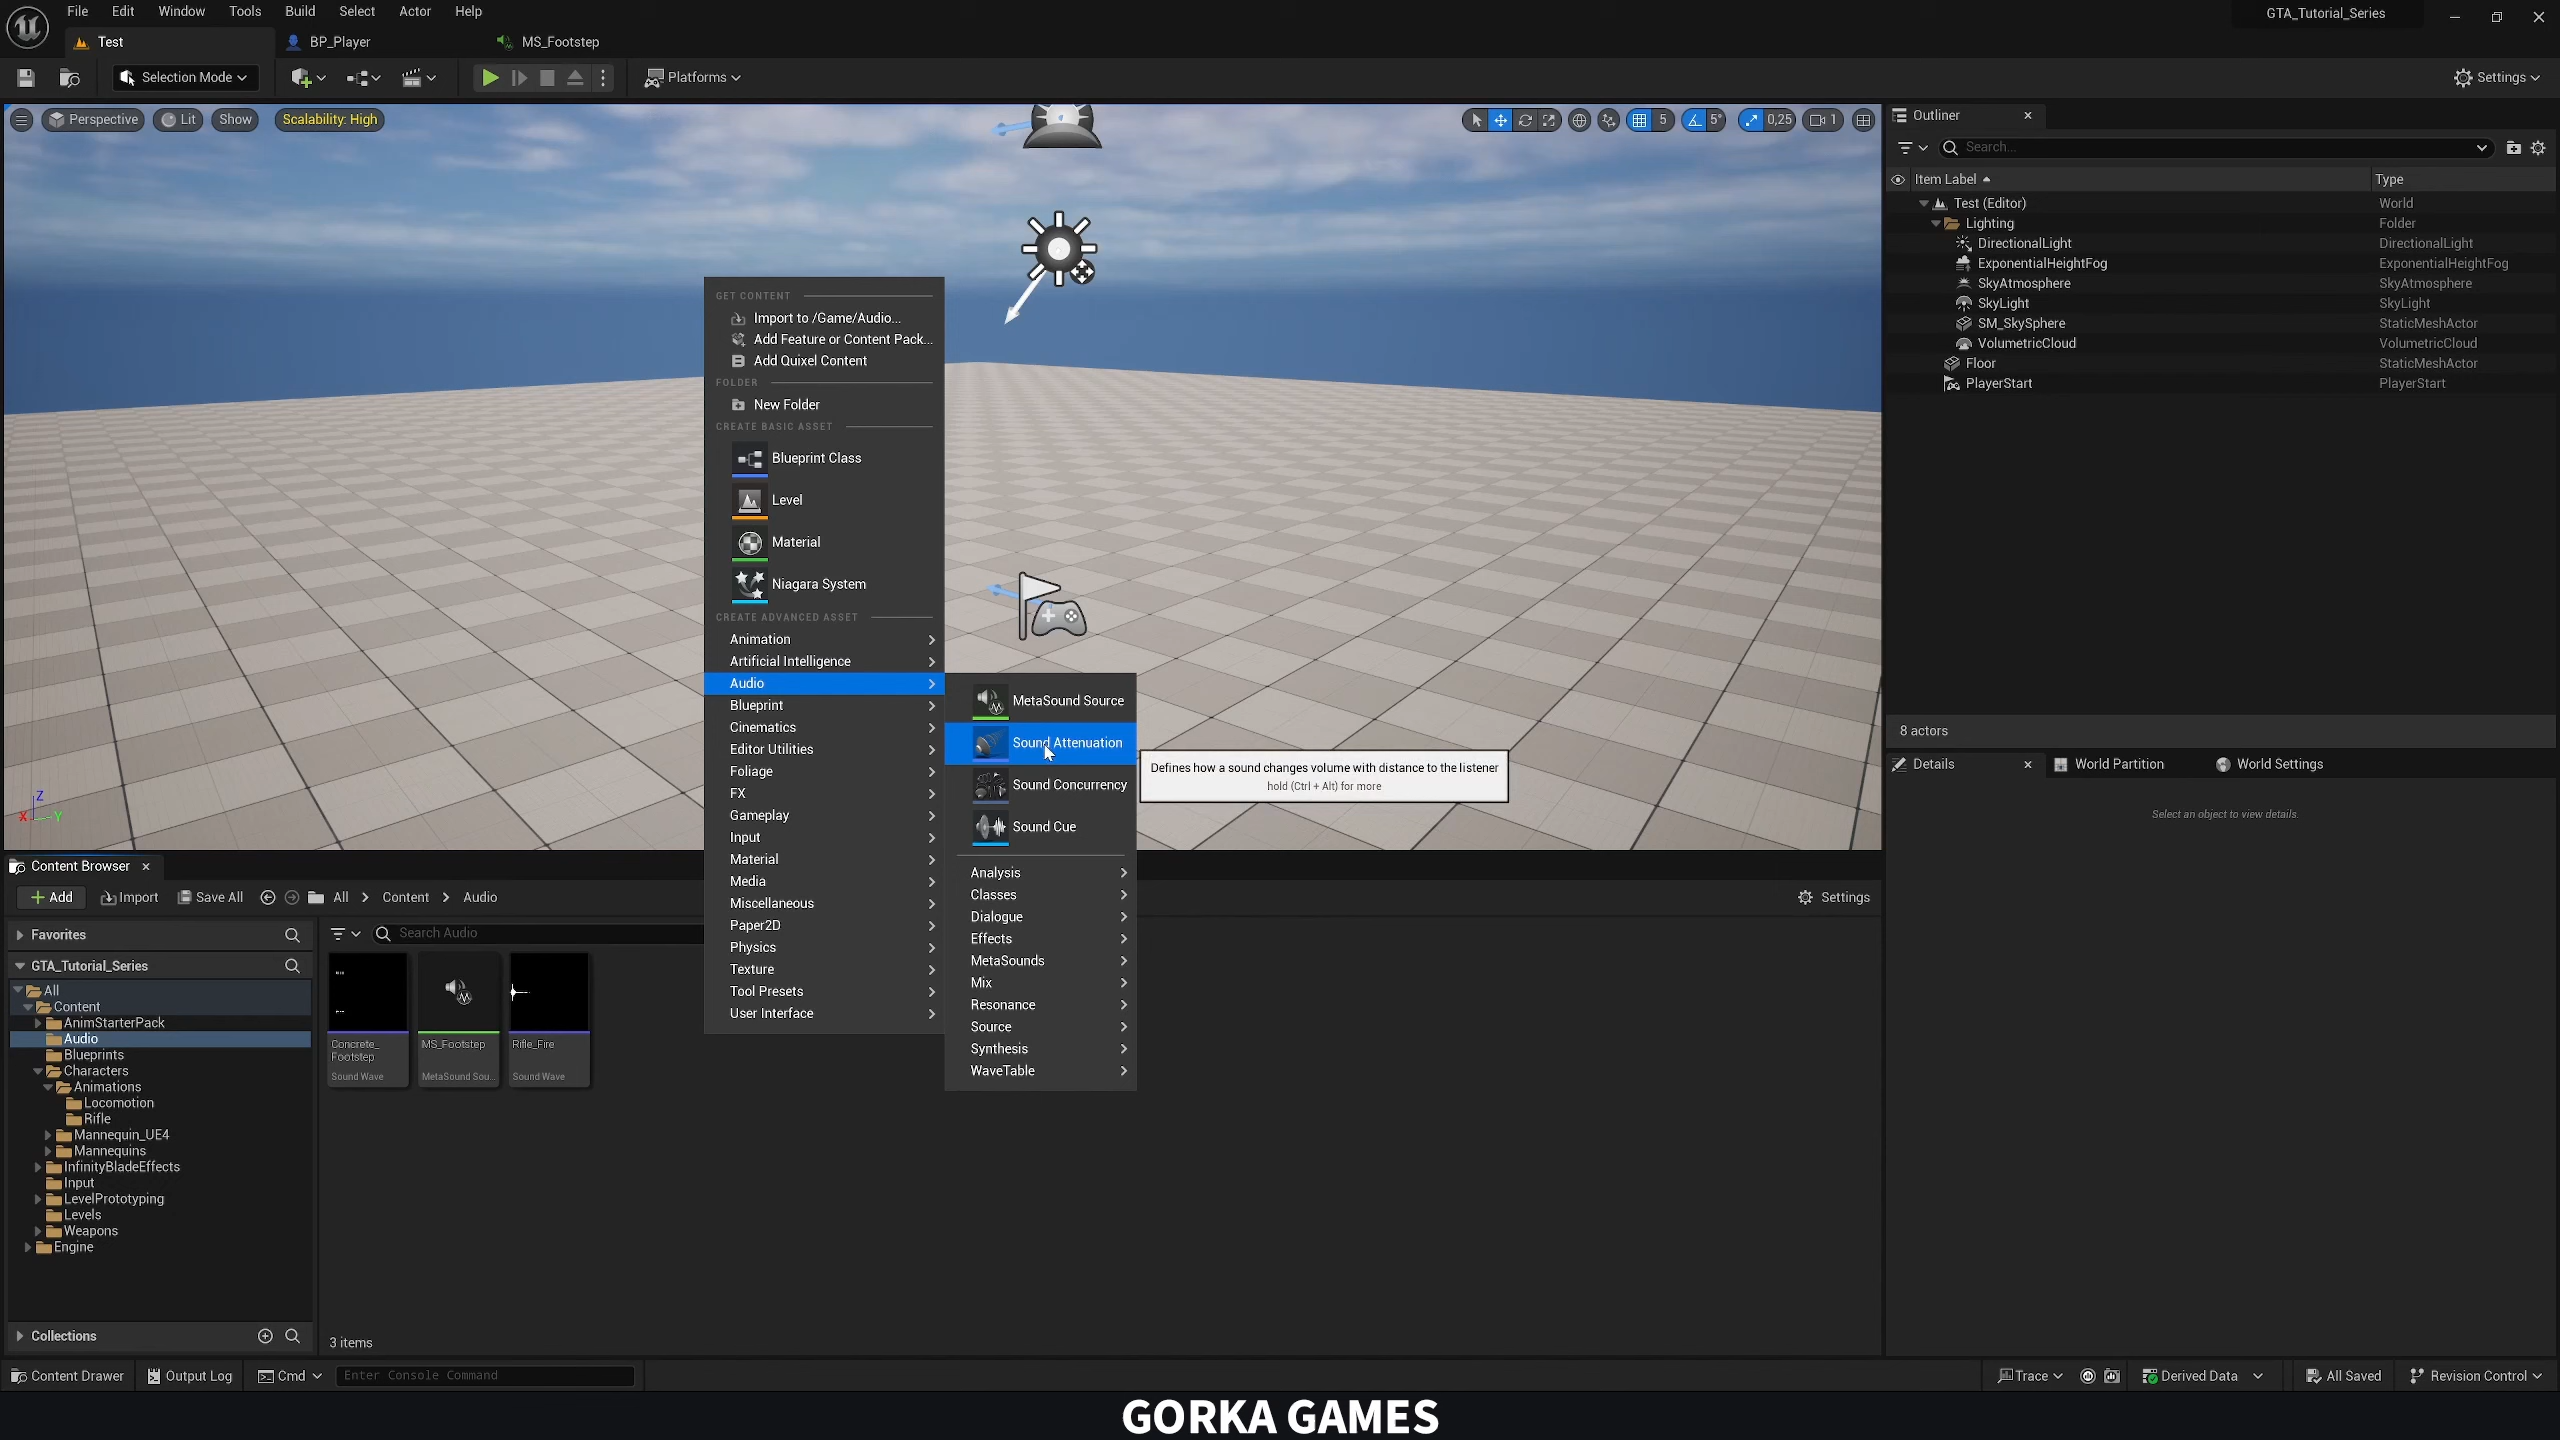 File Edit Window Tools Build Select Actor Help
GTA_Tutorial_Series
Test
BP_Player
MS_Footstep
Selection Mode
Platforms
Settings
Perspective
Lit
Show
Scalability: High
5
5°
0,25
1
Outliner
Search...
Item Label
Type
Test (Editor)
World
Lighting
Folder
DirectionalLight
DirectionalLight
ExponentialHeightFog
ExponentialHeightFog
SkyAtmosphere
SkyAtmosphere
SkyLight
SkyLight
SM_SkySphere
StaticMeshActor
VolumetricCloud
VolumetricCloud
Floor
StaticMeshActor
PlayerStart
PlayerStart
8 actors
Details
World Partition
World Settings
Select an object to view details.
GET CONTENT
Import to /Game/Audio...
Add Feature or Content Pack...
Add Quixel Content
FOLDER
New Folder
CREATE BASIC ASSET
Blueprint Class
Level
Material
Niagara System
CREATE ADVANCED ASSET
Animation
Artificial Intelligence
Audio
Blueprint
Cinematics
Editor Utilities
Foliage
FX
Gameplay
Input
Material
Media
Miscellaneous
Paper2D
Physics
Texture
Tool Presets
User Interface
MetaSound Source
Sound Attenuation
Sound Concurrency
Sound Cue
Analysis
Classes
Dialogue
Effects
MetaSounds
Mix
Resonance
Source
Synthesis
WaveTable
Defines how a sound changes volume with distance to the listener
hold (Ctrl + Alt) for more
Z
X
Y
Content Browser
Add
Import
Save All
All
Content
Audio
Settings
Favorites
Search Audio
GTA_Tutorial_Series
All
Content
AnimStarterPack
Audio
Blueprints
Characters
Animations
Locomotion
Rifle
Mannequin_UE4
Mannequins
InfinityBladeEffects
Input
LevelPrototyping
Levels
Weapons
Engine
Concrete_
Footstep
Sound Wave
MS_Footstep
MetaSound Sou...
Rifle_Fire
Sound Wave
Collections
3 items
Content Drawer
Output Log
Cmd
Enter Console Command
Trace
Derived Data
All Saved
Revision Control
GORKA GAMES